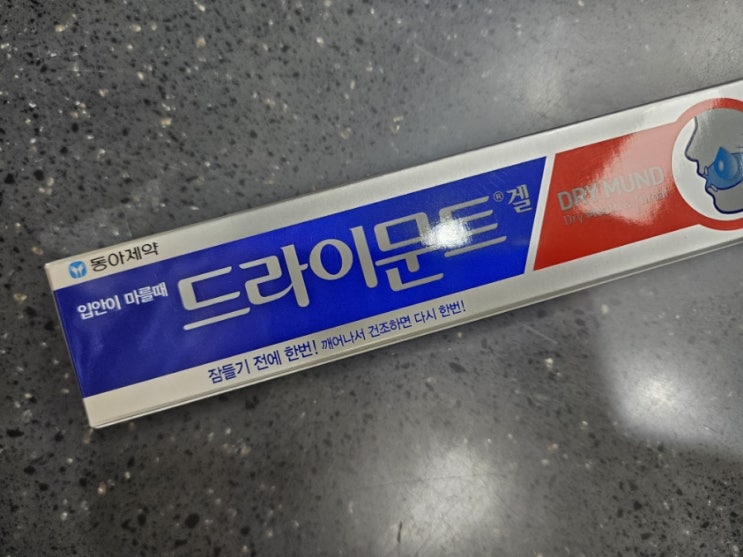 동아제약
입안이 마를때
드라이문트® 겔
잠들기 전에 한번! 깨어나서 건조하면 다시 한번!
DRY MUND
Dry